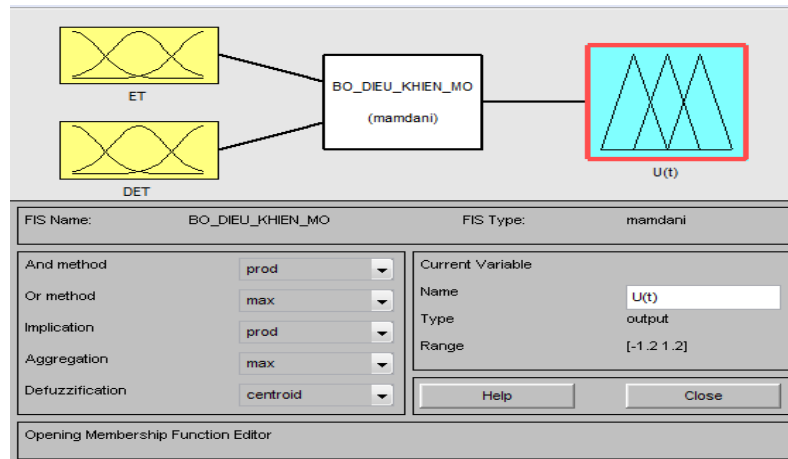 ET
BO_DIEU_KHIEN_MO
(mamdani)
DET
U(t)
FIS Name: BO_DIEU_KHIEN_MO FIS Type: mamdani
And method prod
Or method max
Implication prod
Aggregation max
Defuzzification centroid
Current Variable
Name U(t)
Type output
Range [-1.2 1.2]
Help Close
Opening Membership Function Editor